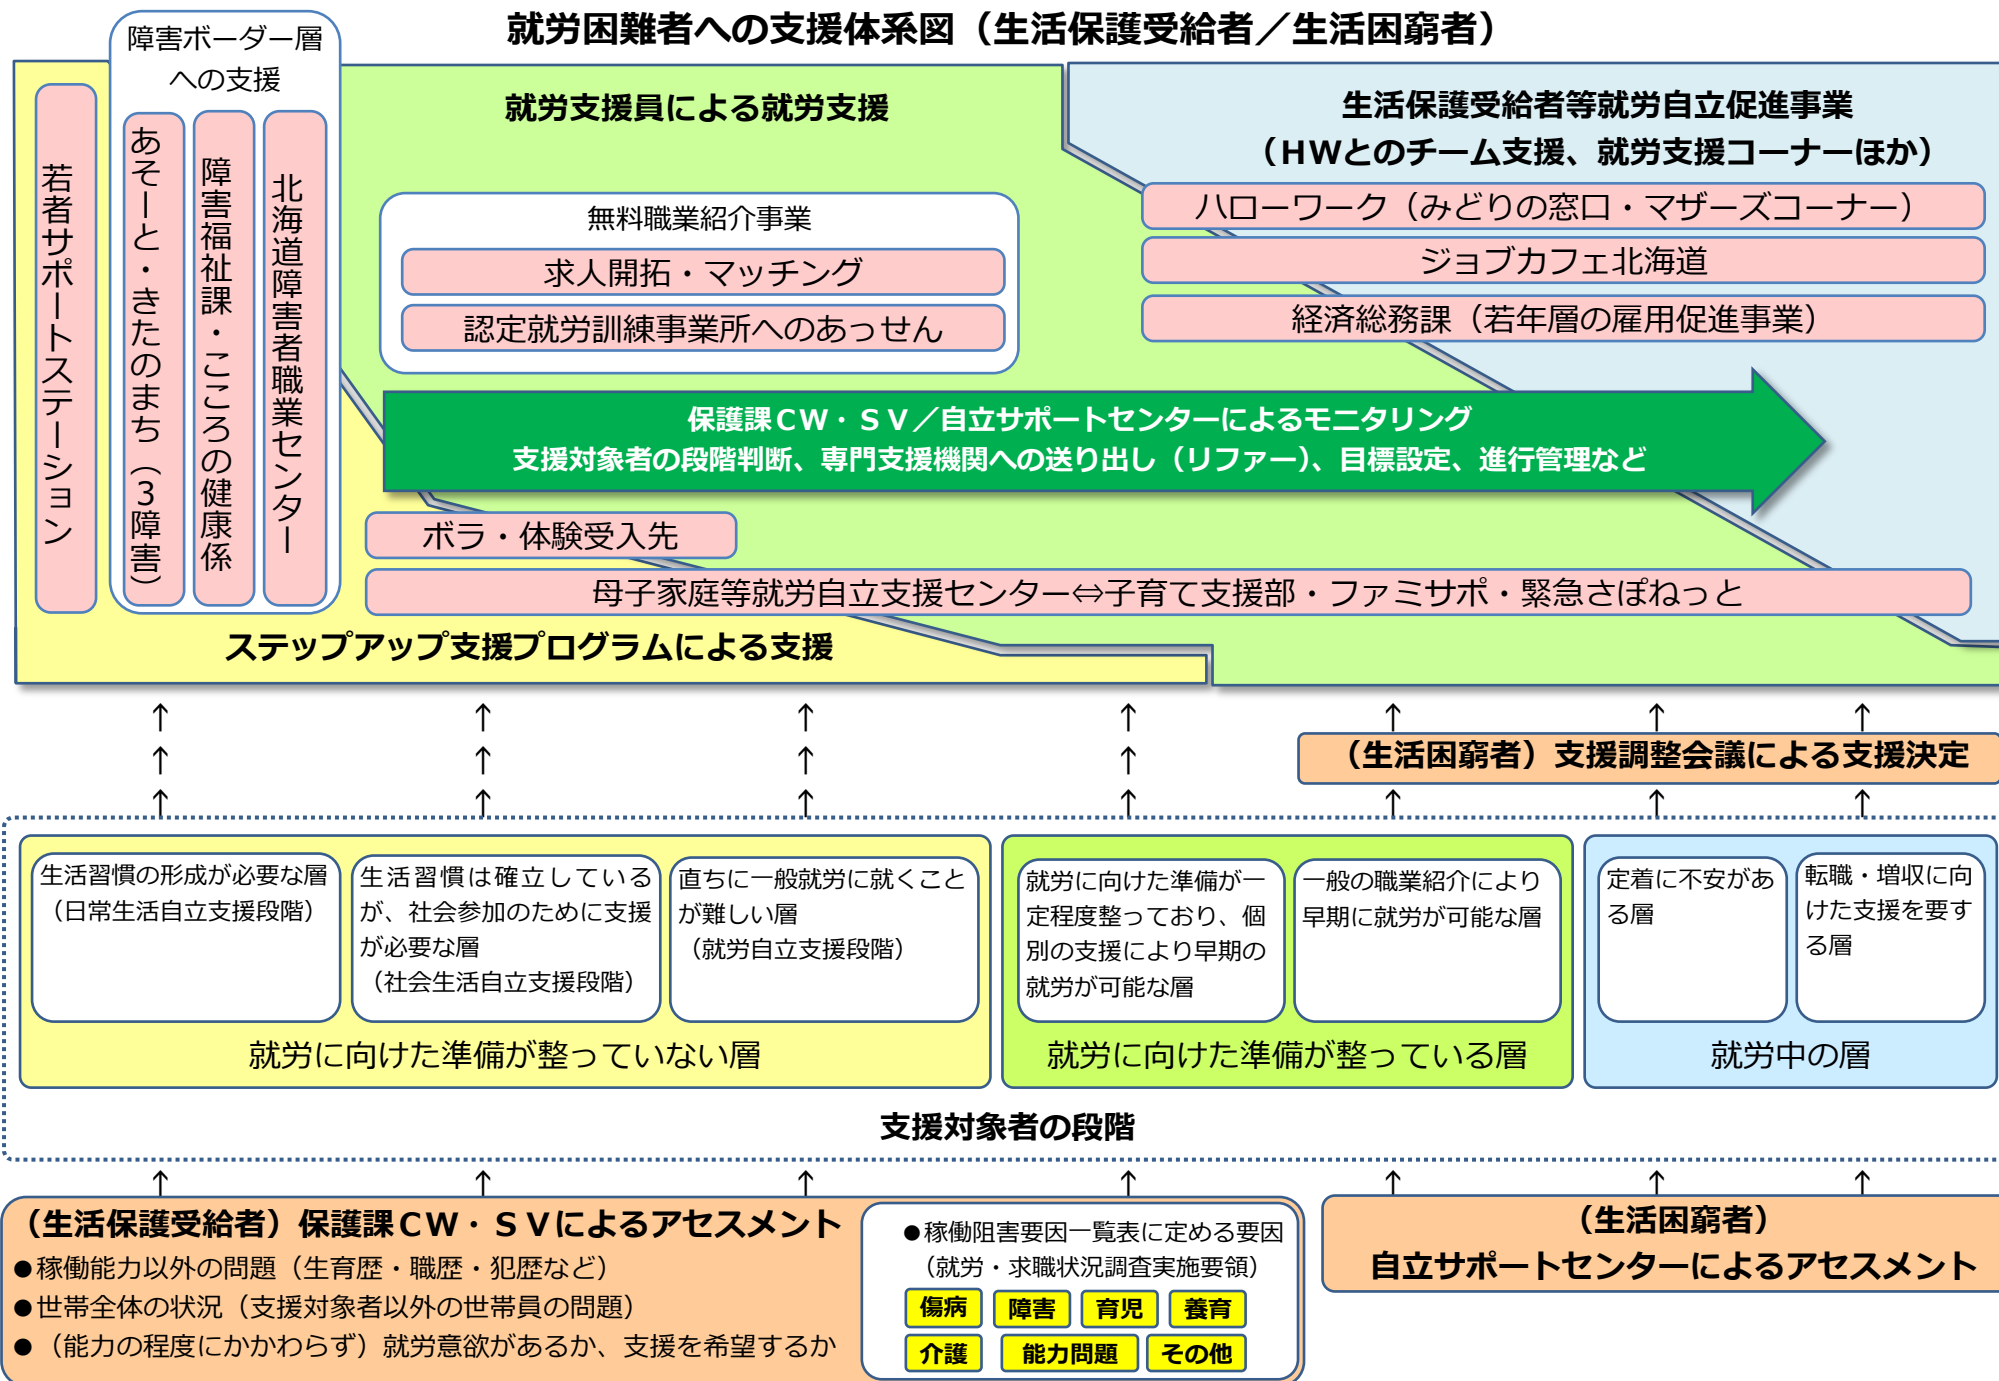 就労困難者への支援体系図（生活保護受給者／生活困窮者）
障害ボーダー層
への支援
若者サポートステーション
あそーと・きたのまち（3障害）
障害福祉課・こころの健康係
北海道障害者職業センター
就労支援員による就労支援
無料職業紹介事業
求人開拓・マッチング
認定就労訓練事業所へのあっせん
生活保護受給者等就労自立促進事業
（ＨＷとのチーム支援、就労支援コーナーほか）
ハローワーク（みどりの窓口・マザーズコーナー）
ジョブカフェ北海道
経済総務課（若年層の雇用促進事業）
保護課ＣＷ・ＳＶ／自立サポートセンターによるモニタリング
支援対象者の段階判断、専門支援機関への送り出し（リファー）、目標設定、進行管理など
ボラ・体験受入先
母子家庭等就労自立支援センター⇔子育て支援部・ファミサポ・緊急さぽねっと
ステップアップ支援プログラムによる支援
↑ ↑ ↑ ↑ ↑ ↑ ↑
↑ ↑ ↑ ↑
（生活困窮者）支援調整会議による支援決定
↑ ↑ ↑ ↑ ↑ ↑ ↑
生活習慣の形成が必要な層
（日常生活自立支援段階）
生活習慣は確立している
が、社会参加のために支援
が必要な層
（社会生活自立支援段階）
直ちに一般就労に就くこと
が難しい層
（就労自立支援段階）
就労に向けた準備が整っていない層
就労に向けた準備が一
定程度整っており、個
別の支援により早期の
就労が可能な層
一般の職業紹介により
早期に就労が可能な層
就労に向けた準備が整っている層
定着に不安があ
る層
転職・増収に向
けた支援を要す
る層
就労中の層
支援対象者の段階
↑ ↑ ↑ ↑ ↑ ↑ ↑
（生活保護受給者）保護課ＣＷ・ＳＶによるアセスメント
●稼働能力以外の問題（生育歴・職歴・犯歴など）
●世帯全体の状況（支援対象者以外の世帯員の問題）
●（能力の程度にかかわらず）就労意欲があるか、支援を希望するか
●稼働阻害要因一覧表に定める要因
（就労・求職状況調査実施要領）
傷病 障害 育児 養育
介護 能力問題 その他
（生活困窮者）
自立サポートセンターによるアセスメント